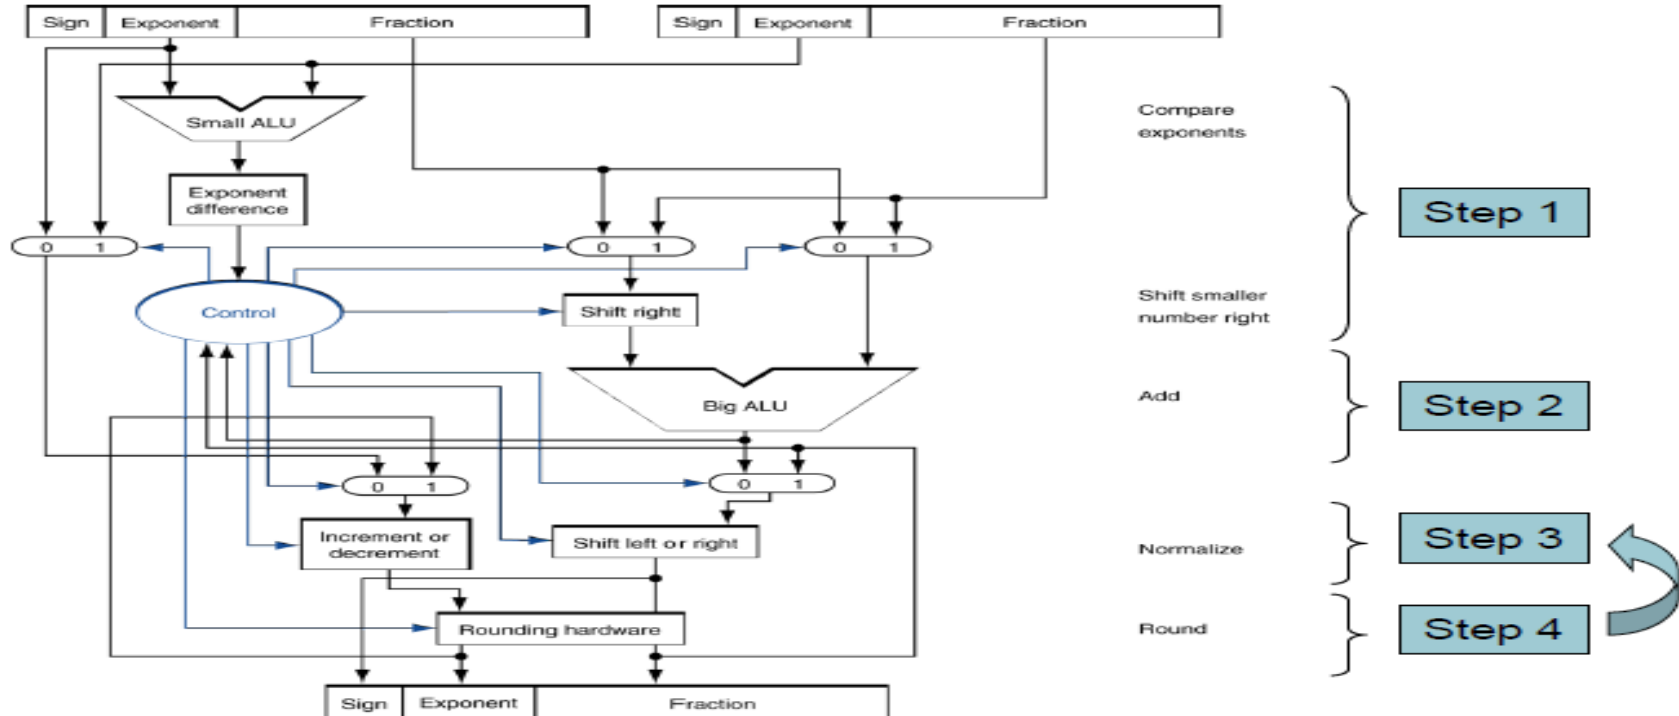 Sign Exponent Fraction
Sign Exponent Fraction
Small ALU
Compare
exponents
Exponent
difference
Step 1
0 1
0 1
0 1
Control
Shift right
Shift smaller
number right
Big ALU
Add
Step 2
0 1
0 1
Increment or
decrement
Shift left or right
Normalize
Step 3
Rounding hardware
Round
Step 4
Sign Exponent Fraction